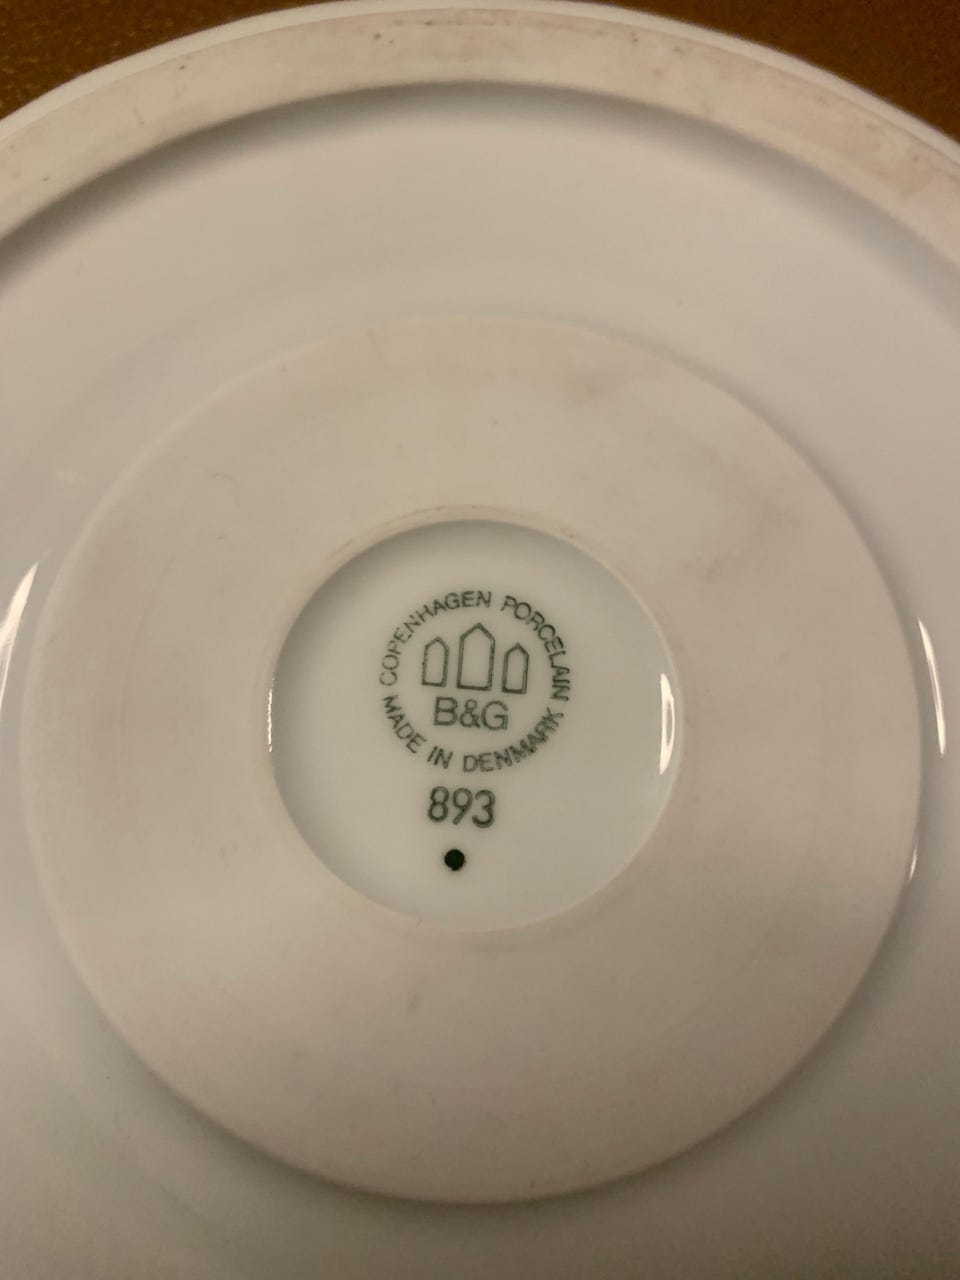 COPENHAGEN PORCELAIN
B&G
MADE IN DENMARK
893